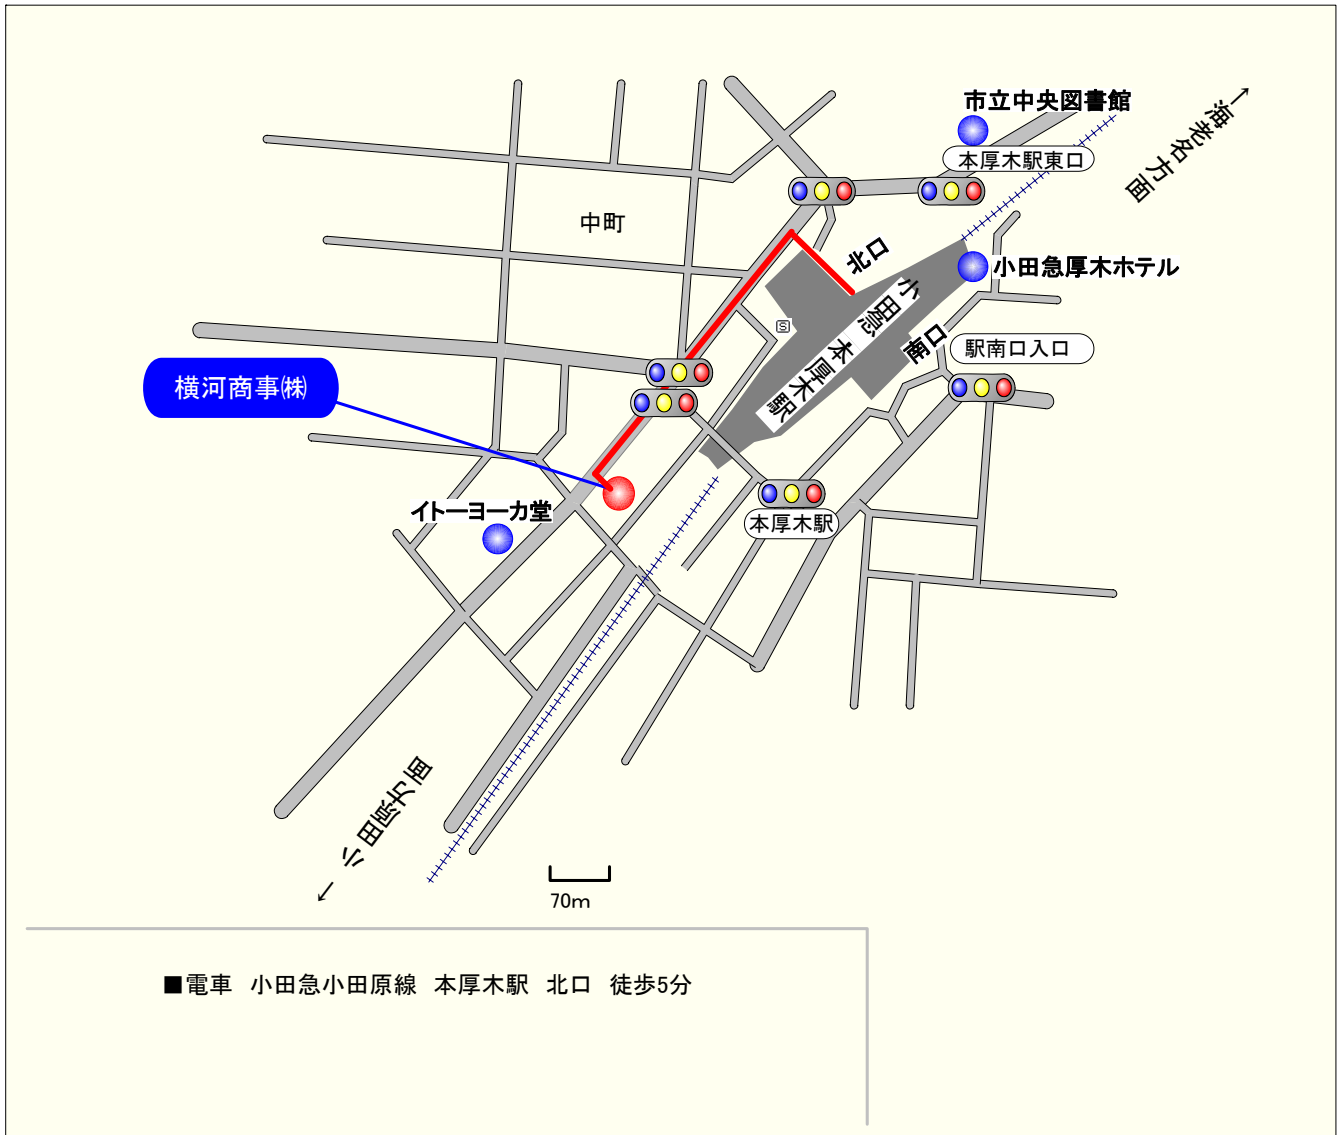 市立中央図書館
本厚木駅東口
海老名方面
→
中町
北口
小田急厚木ホテル
小田急 本厚木駅
S
南口
駅南口入口
横河商事㈱
イトーヨーカ堂
本厚木駅
← 小田原方面
70m
■電車 小田急小田原線 本厚木駅 北口 徒歩5分